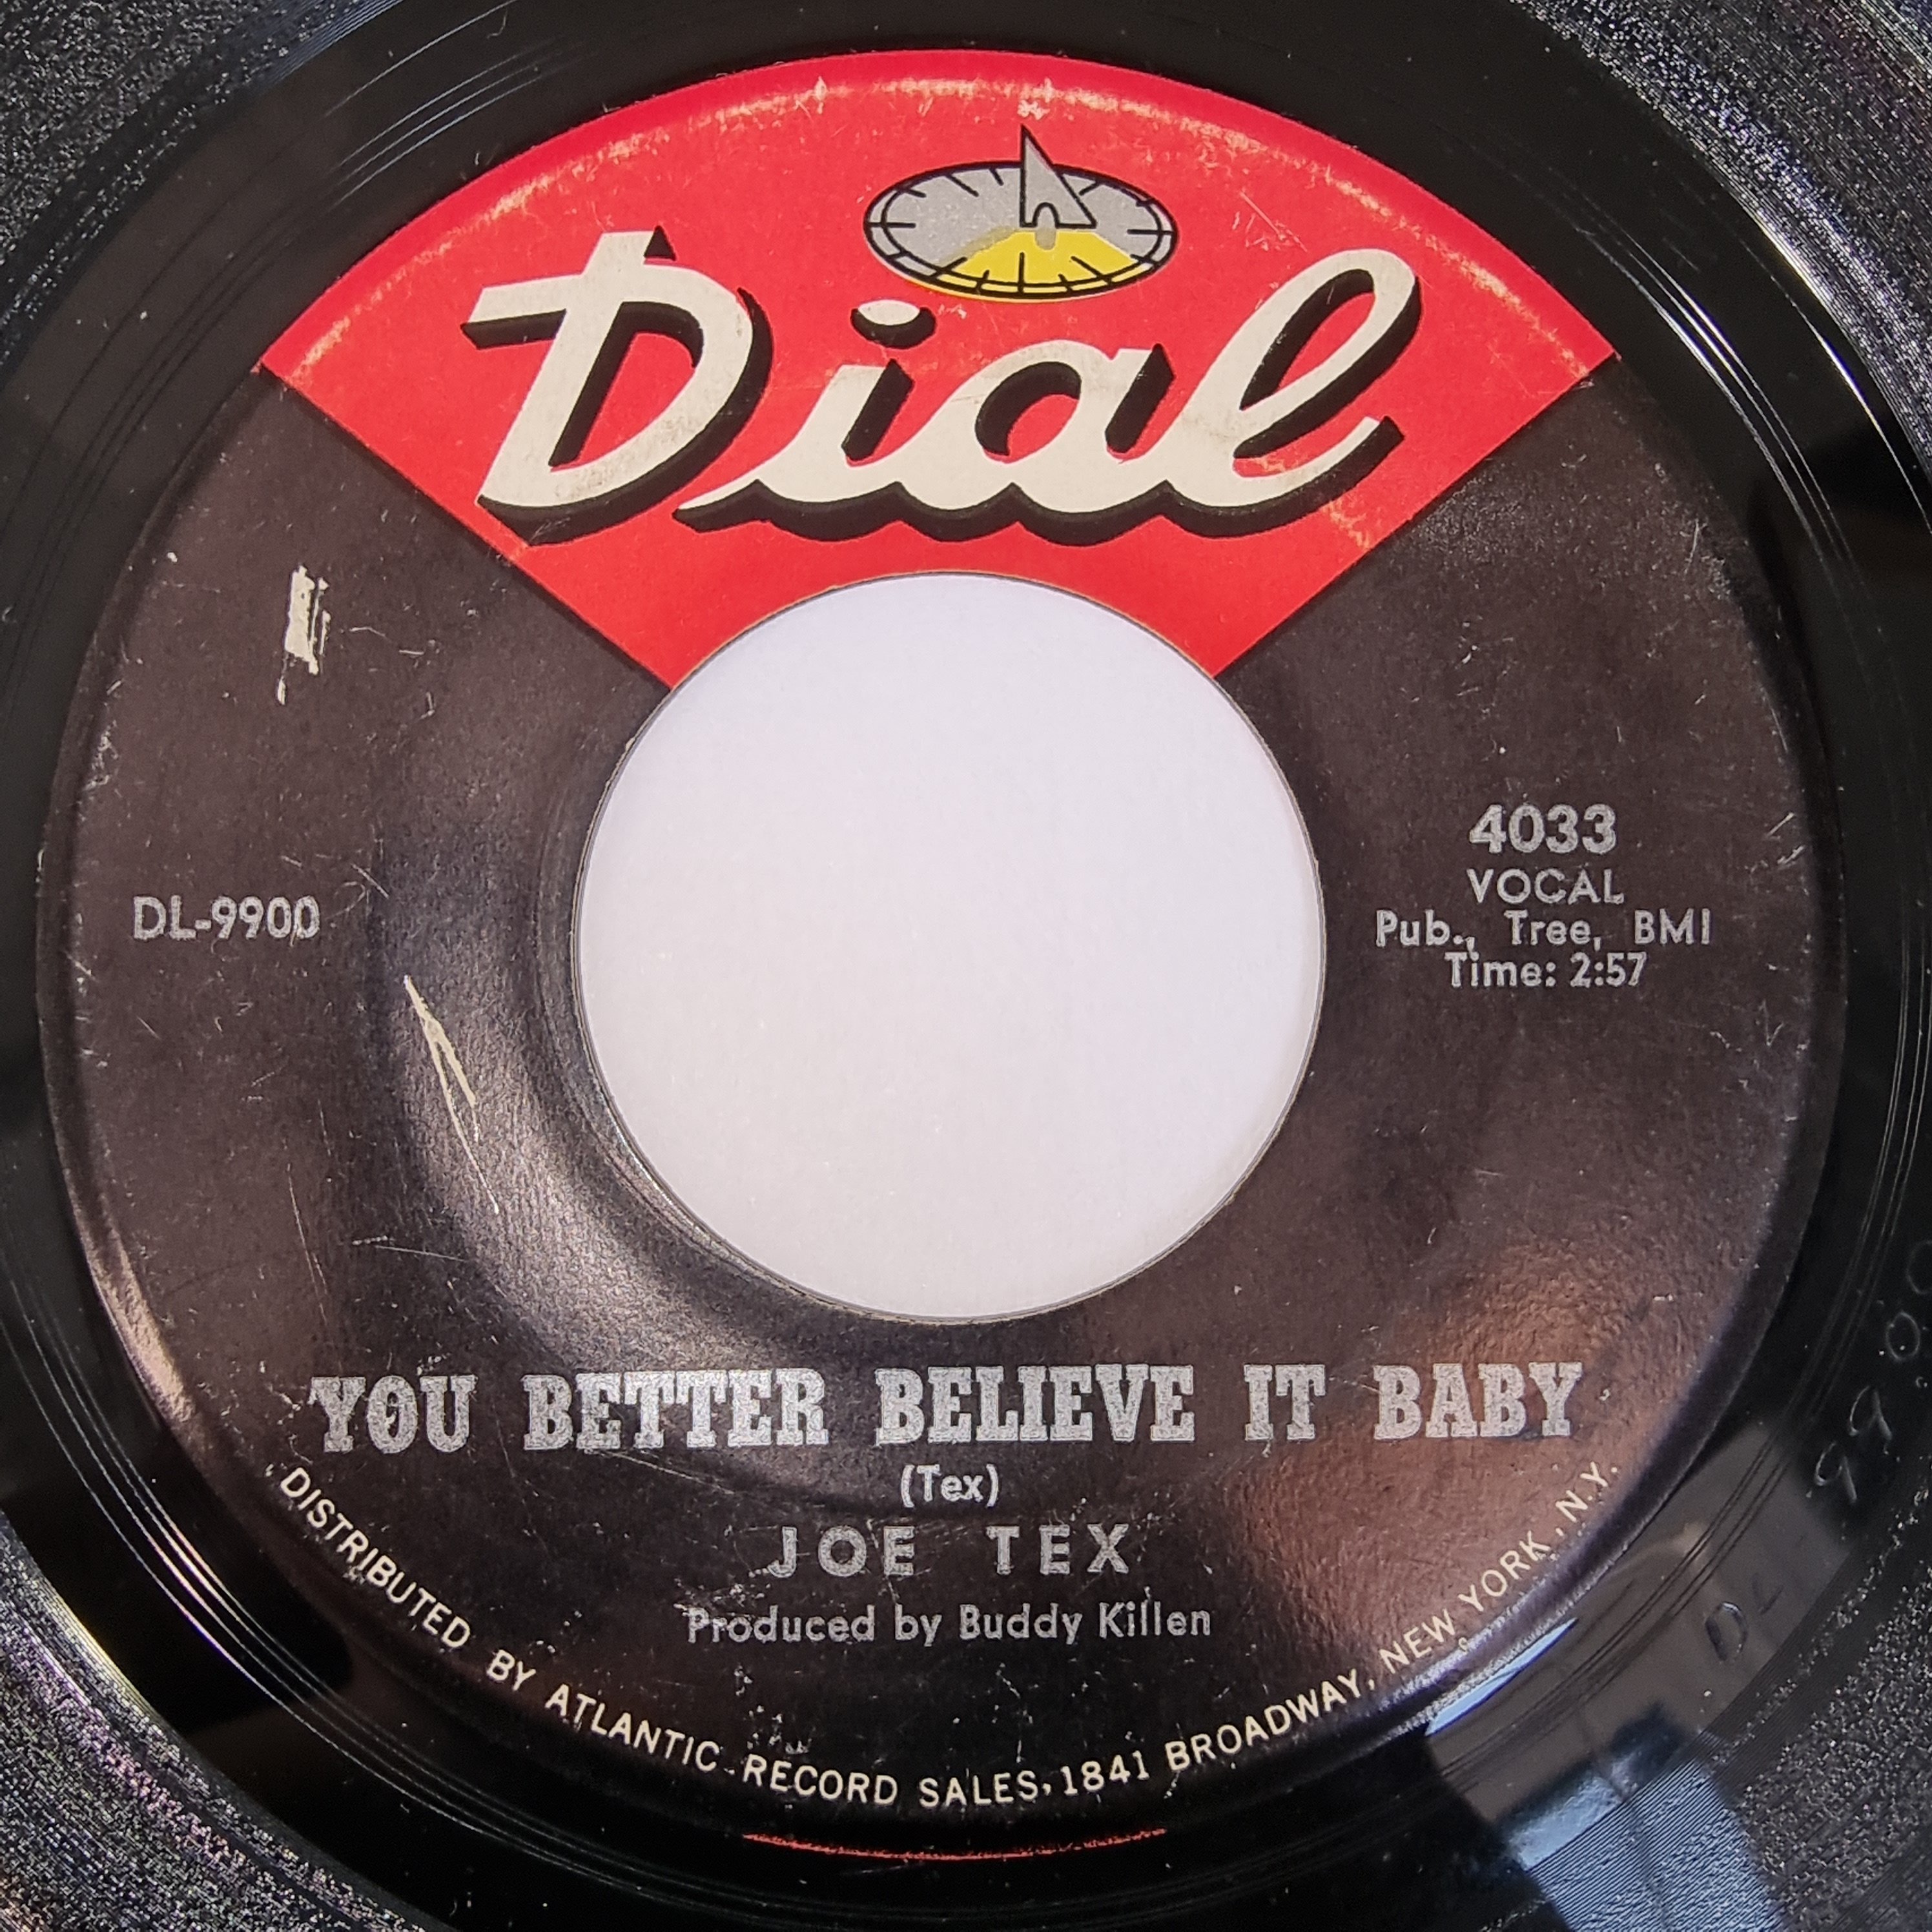 Dial
DL-9900
4033
VOCAL
Pub., Tree, BMI
Time: 2:57
YOU BETTER BELIEVE IT BABY
(Tex)
JOE TEX
Produced by Buddy Killen
DISTRIBUTED BY ATLANTIC RECORD SALES, 1841 BROADWAY, NEW YORK, N.Y.